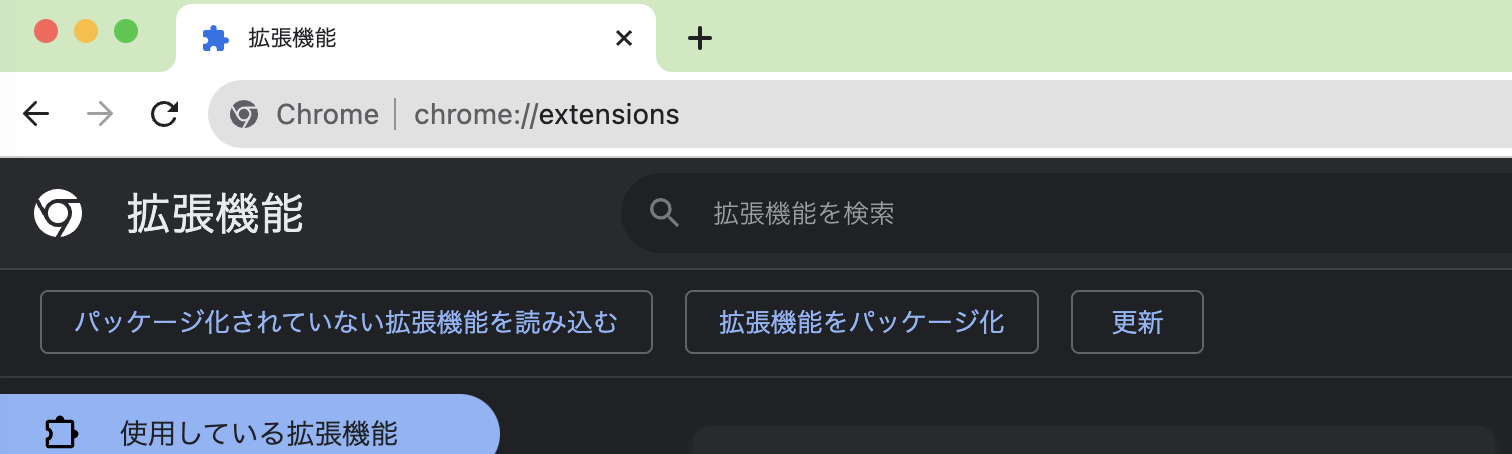 拡張機能
Chrome chrome://extensions
拡張機能 拡張機能を検索
パッケージ化されていない拡張機能を読み込む 拡張機能をパッケージ化 更新
使用している拡張機能